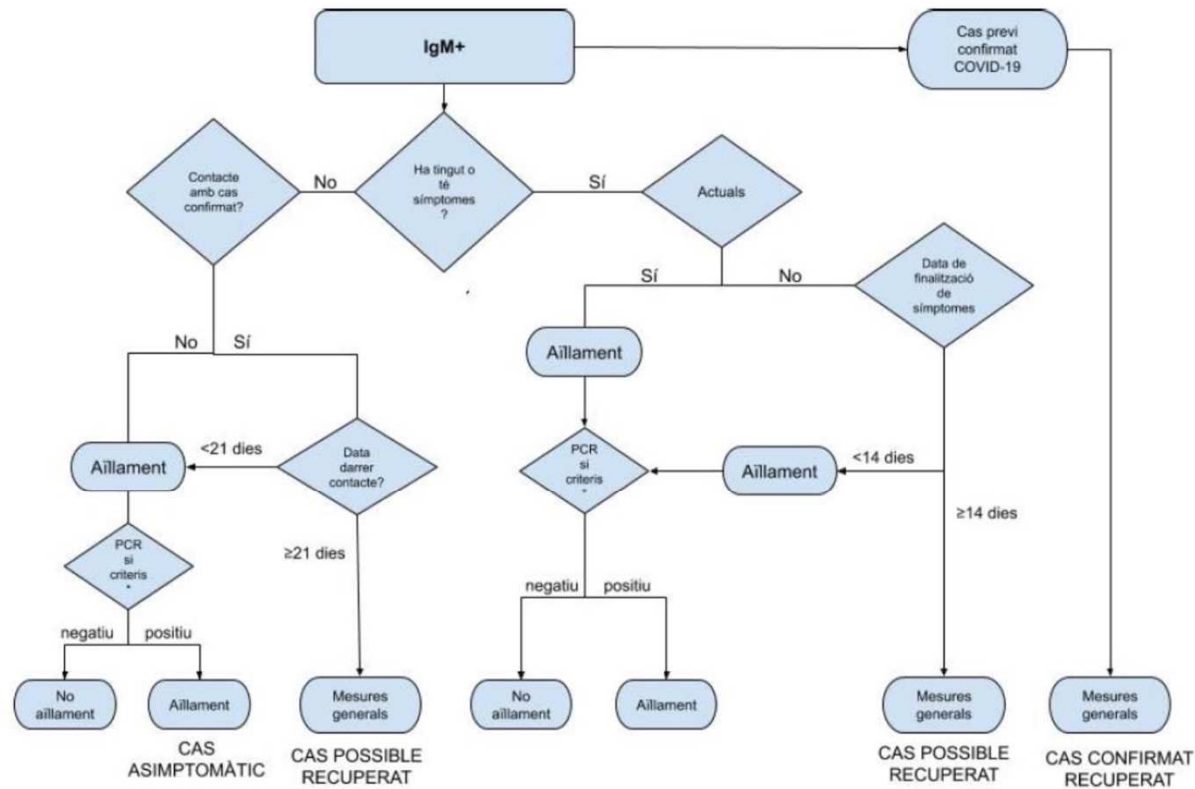 IgM+
Cas previ
confirmat
COVID-19
Contacte
amb cas
confirmat?
No
Ha tingut o
té
símptomes
?
Sí
Actuals
Sí
No
Data de
finalització
de
símptomes
No
Sí
Aïllament
Aïllament
<21 dies
Data
darrer
contacte?
PCR
si
criteris
*
Aïllament
<14 dies
≥14 dies
PCR
si
criteris
*
≥21 dies
negatiu
positiu
negatiu
positiu
No
aïllament
Aïllament
Mesures
generals
No
aïllament
Aïllament
Mesures
generals
Mesures
generals
CAS
ASIMPTOMÀTIC
CAS POSSIBLE
RECUPERAT
CAS POSSIBLE
RECUPERAT
CAS CONFIRMAT
RECUPERAT